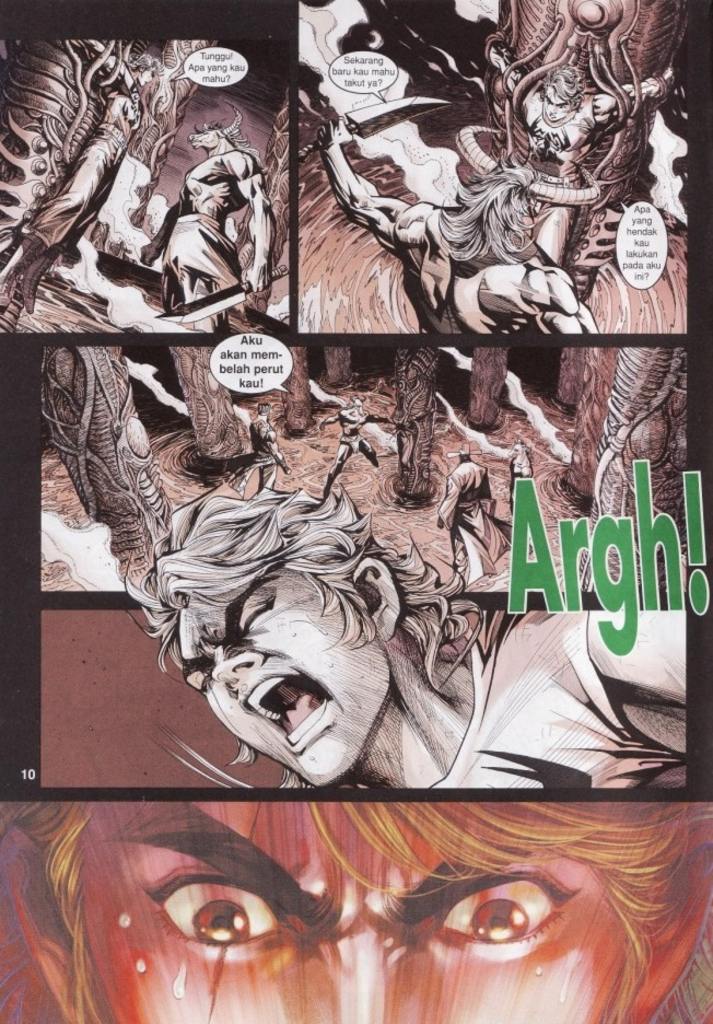 Tunggu!
Apa yang kau
mahu?
Sekarang
baru kau mahu
takut ya?
Apa
yang
hendak
kau
lakukan
pada aku
ini?
Aku
akan mem-
belah perut
kau!
Argh!
10